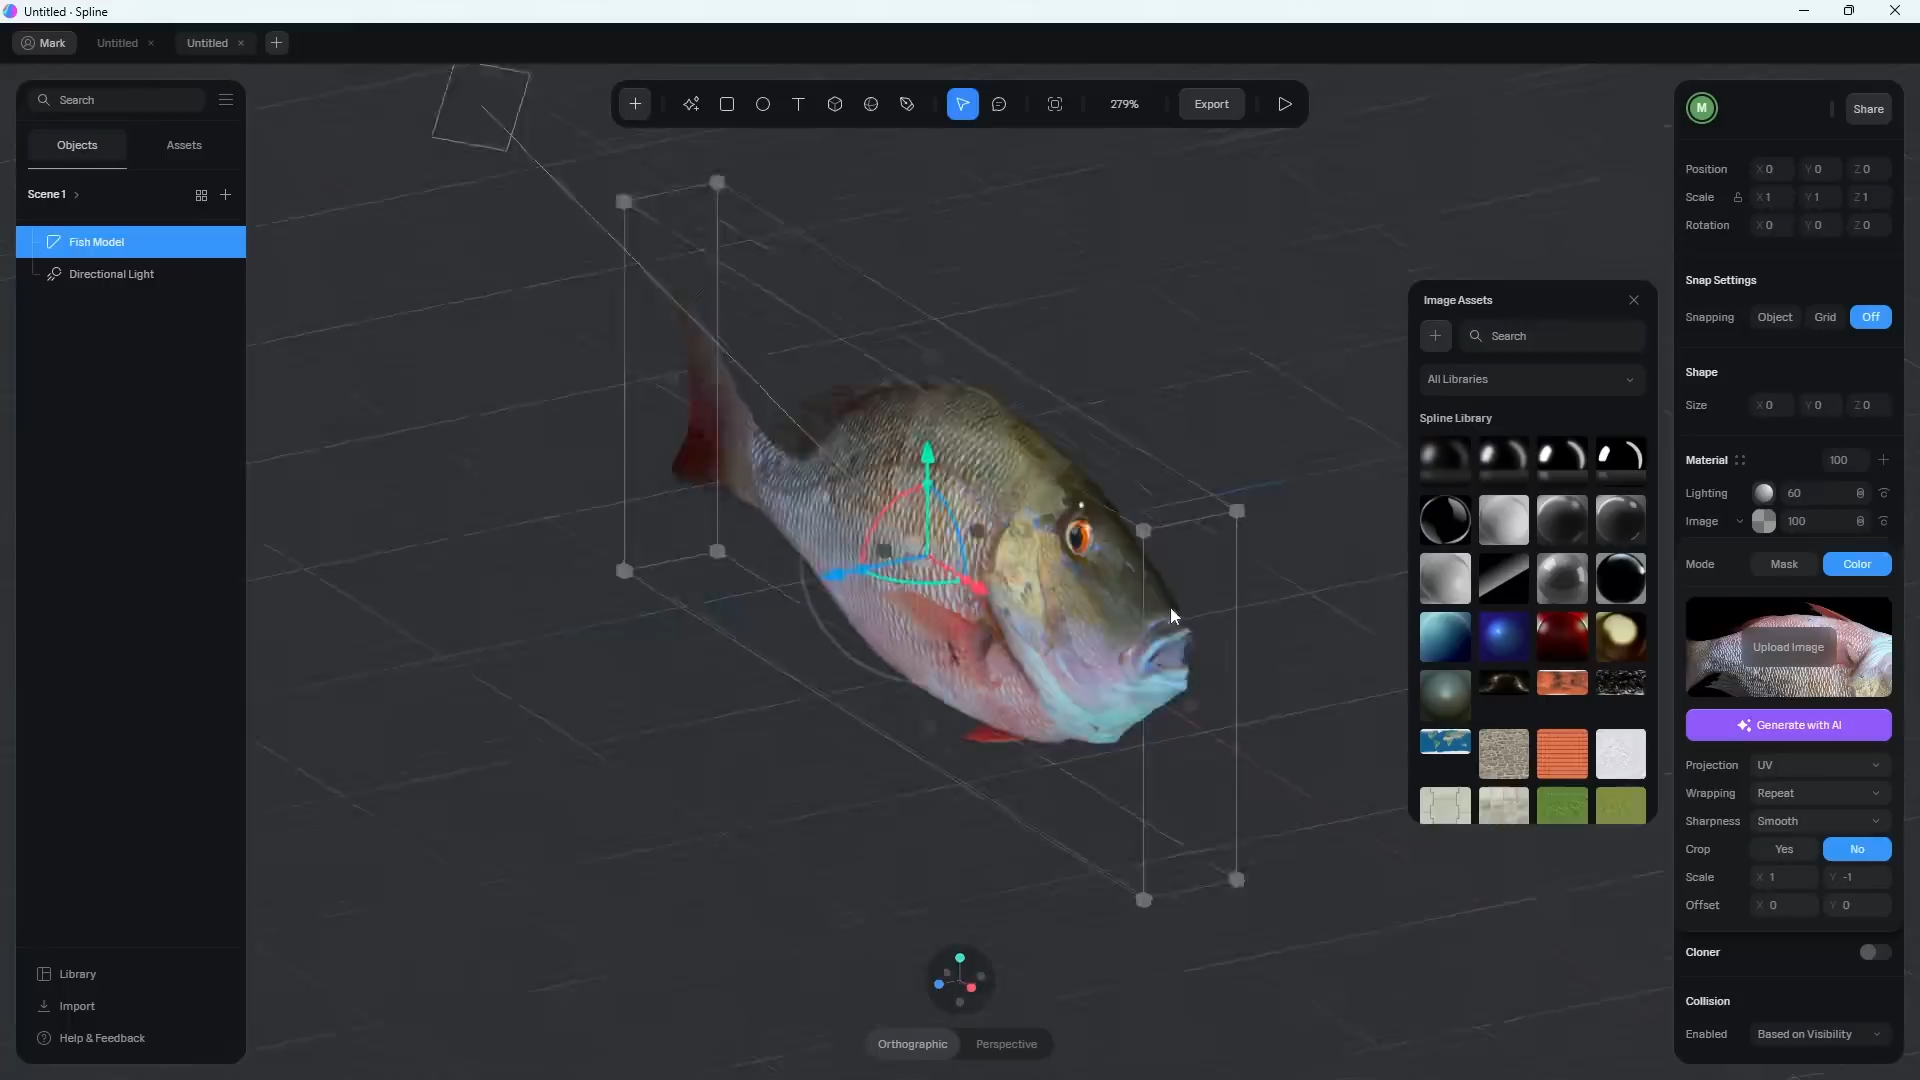 Untitled - Spline
Mark
Untitled
Untitled
Search
Objects
Assets
Scene 1
Fish Model
Directional Light
Library
Import
Help & Feedback
279%
Export
Orthographic
Perspective
Image Assets
Search
All Libraries
Spline Library
M
Share
Position X 0 Y 0 Z 0
Scale X 1 Y 1 Z 1
Rotation X 0 Y 0 Z 0
Snap Settings
Snapping Object Grid Off
Shape
Size X 0 Y 0 Z 0
Material 100
Lighting 60
Image 100
Mode Mask Color
Upload Image
Generate with AI
Projection UV
Wrapping Repeat
Sharpness Smooth
Crop Yes No
Scale X 1 Y -1
Offset X 0 Y 0
Cloner
Collision
Enabled Based on Visibility